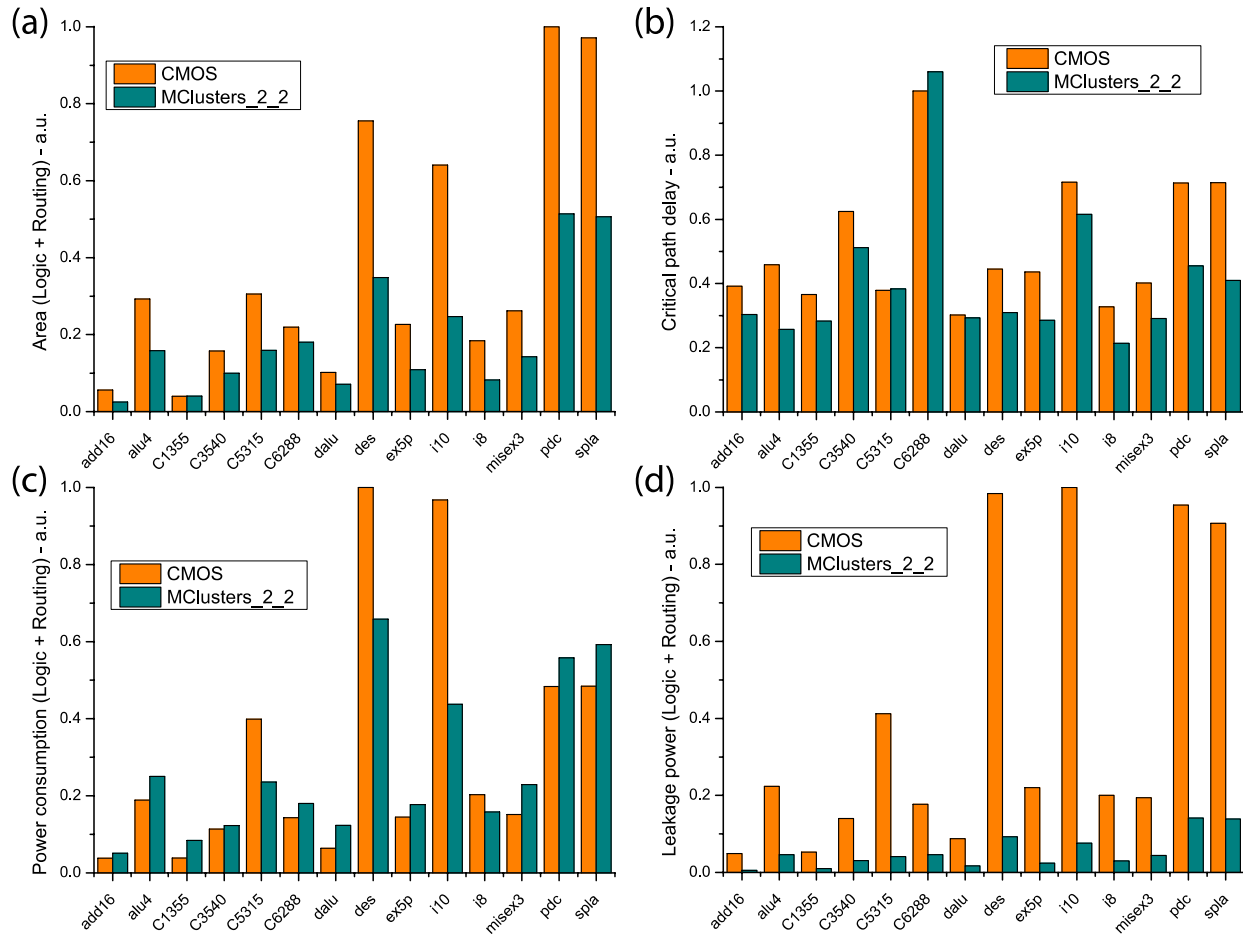 (a)
1.0
0.8
0.6
0.4
0.2
0.0
Area (Logic + Routing) - a.u.
CMOS
MClusters_2_2
add16
alu4
C1355
C3540
C5315
C6288
dalu
des
ex5p
i10
i8
misex3
pdc
spla
(b)
1.2
1.0
0.8
0.6
0.4
0.2
0.0
Critical path delay - a.u.
CMOS
MClusters_2_2
add16
alu4
C1355
C3540
C5315
C6288
dalu
des
ex5p
i10
i8
misex3
pdc
spla
(c)
1.0
0.8
0.6
0.4
0.2
0.0
Power consumption (Logic + Routing) - a.u.
CMOS
MClusters_2_2
add16
alu4
C1355
C3540
C5315
C6288
dalu
des
ex5p
i10
i8
misex3
pdc
spla
(d)
1.0
0.8
0.6
0.4
0.2
0.0
Leakage power (Logic + Routing) - a.u.
CMOS
MClusters_2_2
add16
alu4
C1355
C3540
C5315
C6288
dalu
des
ex5p
i10
i8
misex3
pdc
spla